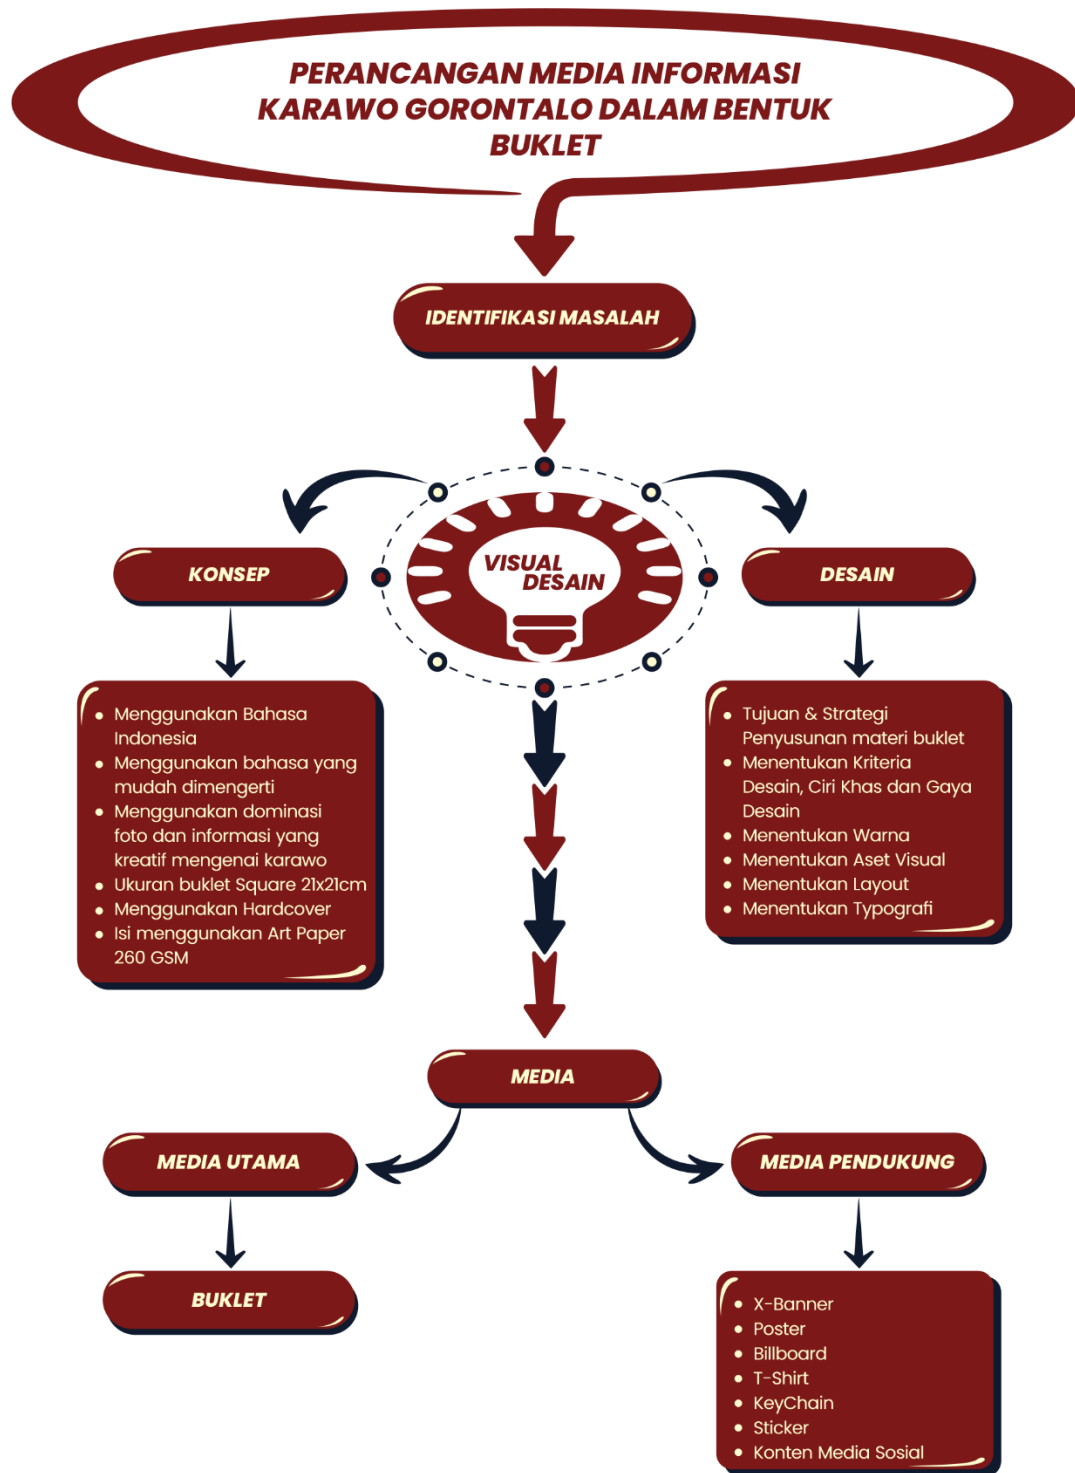 PERANCANGAN MEDIA INFORMASI
KARAWO GORONTALO DALAM BENTUK
BUKLET
IDENTIFIKASI MASALAH
VISUAL
DESAIN
KONSEP
DESAIN
• Menggunakan Bahasa
Indonesia
• Menggunakan bahasa yang
mudah dimengerti
• Menggunakan dominasi
foto dan informasi yang
kreatif mengenai karawo
• Ukuran buklet Square 21x21cm
• Menggunakan Hardcover
• Isi menggunakan Art Paper
260 GSM
• Tujuan & Strategi
Penyusunan materi buklet
• Menentukan Kriteria
Desain, Ciri Khas dan Gaya
Desain
• Menentukan Warna
• Menentukan Aset Visual
• Menentukan Layout
• Menentukan Typografi
MEDIA
MEDIA UTAMA
MEDIA PENDUKUNG
BUKLET
• X-Banner
• Poster
• Billboard
• T-Shirt
• KeyChain
• Sticker
• Konten Media Sosial